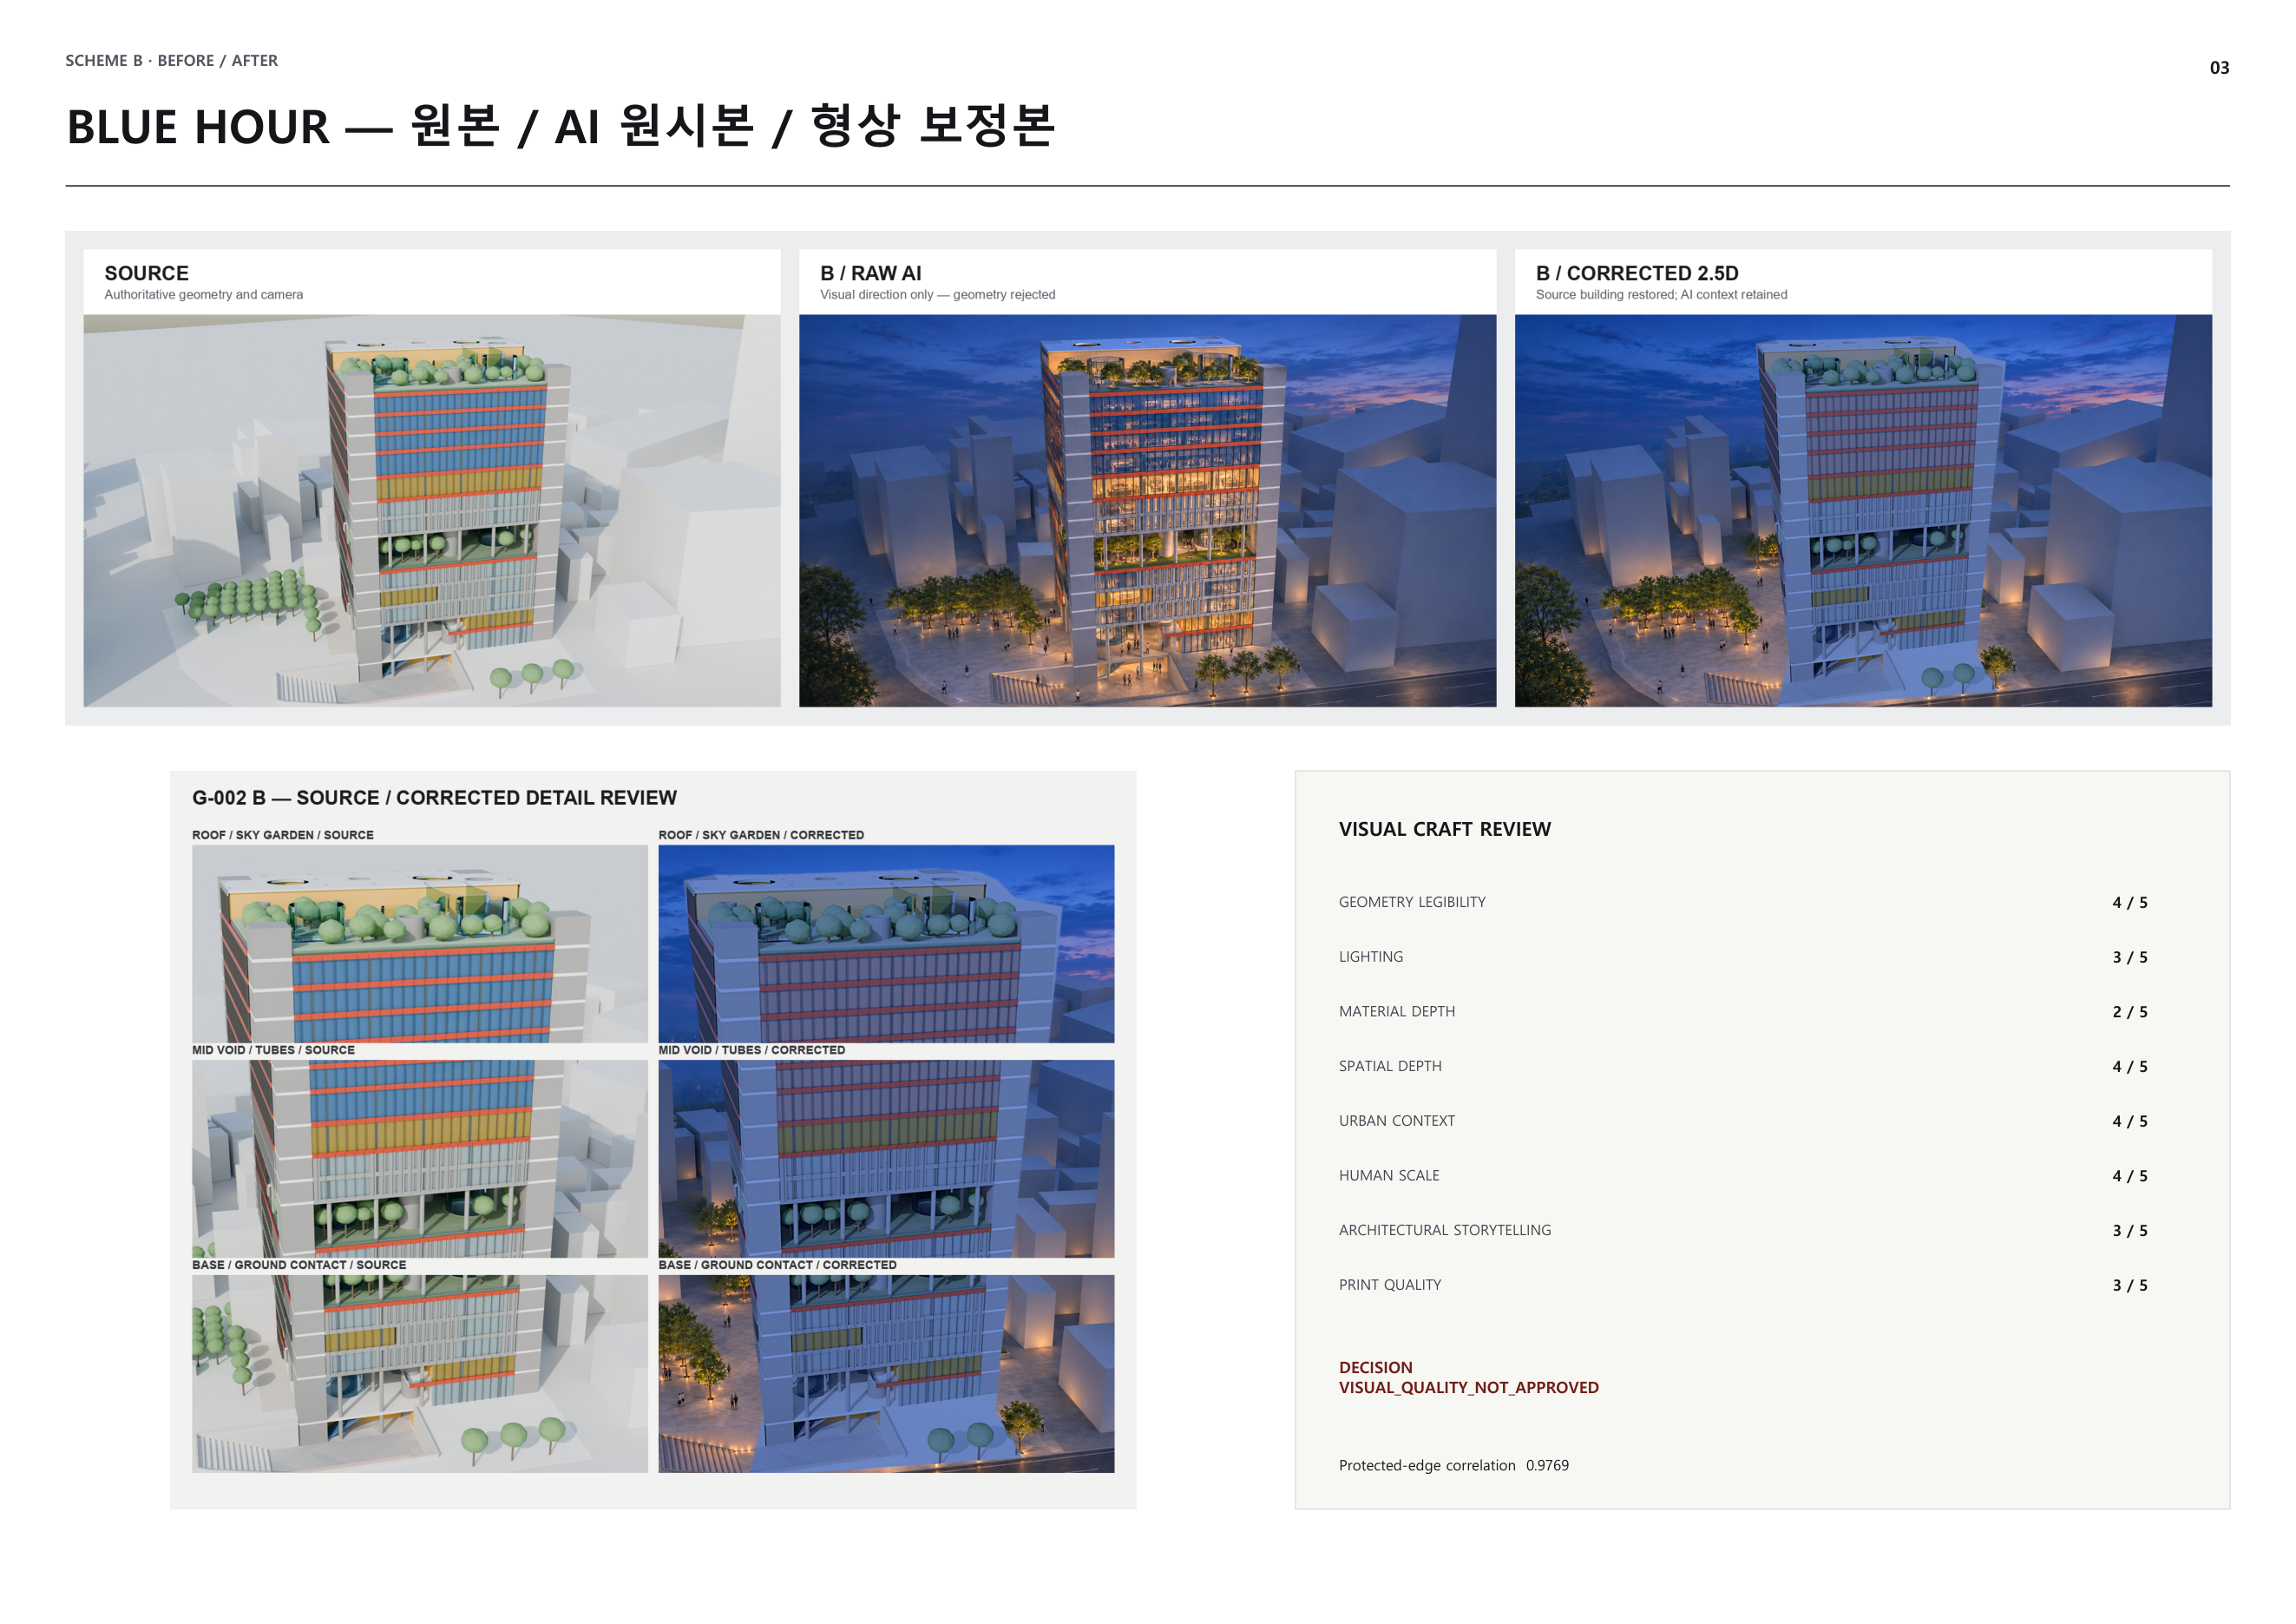 SCHEME B · BEFORE / AFTER
03
BLUE HOUR — 원본 / AI 원시본 / 형상 보정본
SOURCE
Authoritative geometry and camera
B / RAW AI
Visual direction only — geometry rejected
B / CORRECTED 2.5D
Source building restored; AI context retained
G-002 B — SOURCE / CORRECTED DETAIL REVIEW
ROOF / SKY GARDEN / SOURCE
ROOF / SKY GARDEN / CORRECTED
MID VOID / TUBES / SOURCE
MID VOID / TUBES / CORRECTED
BASE / GROUND CONTACT / SOURCE
BASE / GROUND CONTACT / CORRECTED
VISUAL CRAFT REVIEW
GEOMETRY LEGIBILITY 4 / 5
LIGHTING 3 / 5
MATERIAL DEPTH 2 / 5
SPATIAL DEPTH 4 / 5
URBAN CONTEXT 4 / 5
HUMAN SCALE 4 / 5
ARCHITECTURAL STORYTELLING 3 / 5
PRINT QUALITY 3 / 5
DECISION
VISUAL_QUALITY_NOT_APPROVED
Protected-edge correlation 0.9769